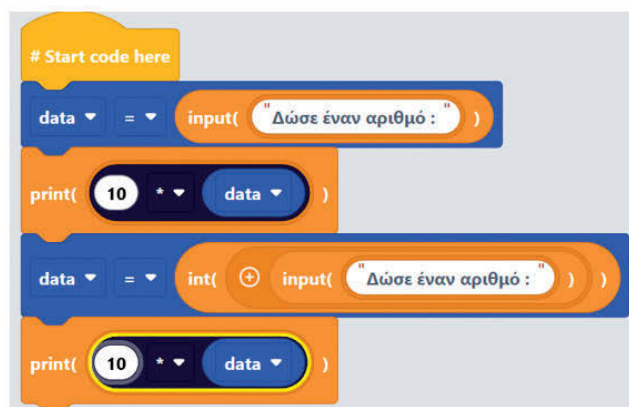 # Start code here
data = input( "Δώσε έναν αριθμό : " )
print( 10 * data )
data = int( + input( "Δώσε έναν αριθμό : " ) )
print( 10 * data )